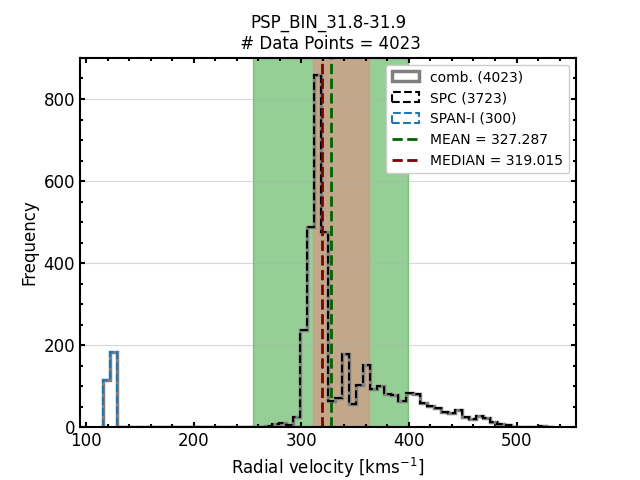 PSP_BIN_31.8-31.9
# Data Points = 4023
comb. (4023)
SPC (3723)
SPAN-I (300)
MEAN = 327.287
MEDIAN = 319.015
Frequency
800
600
400
200
0
100 200 300 400 500
Radial velocity [kms⁻¹]